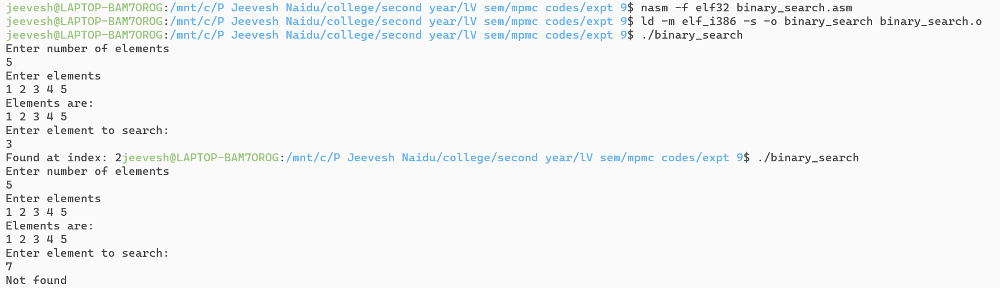 jeevesh@LAPTOP-BAM7OROG:/mnt/c/P Jeevesh Naidu/college/second year/lV sem/mpmc codes/expt 9$ nasm -f elf32 binary_search.asm
jeevesh@LAPTOP-BAM7OROG:/mnt/c/P Jeevesh Naidu/college/second year/lV sem/mpmc codes/expt 9$ ld -m elf_i386 -s -o binary_search binary_search.o
jeevesh@LAPTOP-BAM7OROG:/mnt/c/P Jeevesh Naidu/college/second year/lV sem/mpmc codes/expt 9$ ./binary_search
Enter number of elements
5
Enter elements
1 2 3 4 5
Elements are:
1 2 3 4 5
Enter element to search:
3
Found at index: 2jeevesh@LAPTOP-BAM7OROG:/mnt/c/P Jeevesh Naidu/college/second year/lV sem/mpmc codes/expt 9$ ./binary_search
Enter number of elements
5
Enter elements
1 2 3 4 5
Elements are:
1 2 3 4 5
Enter element to search:
7
Not found